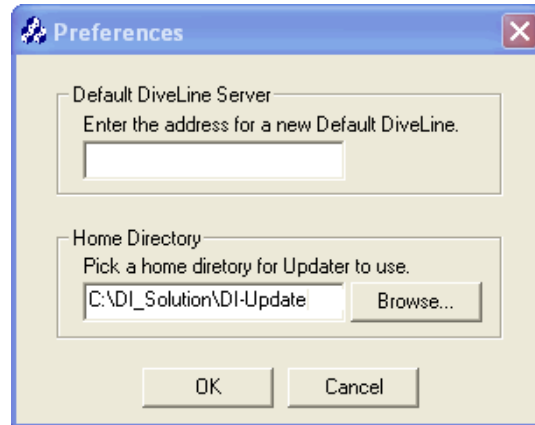 Preferences
Default DiveLine Server
Enter the address for a new Default DiveLine.
Home Directory
Pick a home diretory for Updater to use.
C:\DI_Solution\DI-Update
Browse...
OK
Cancel